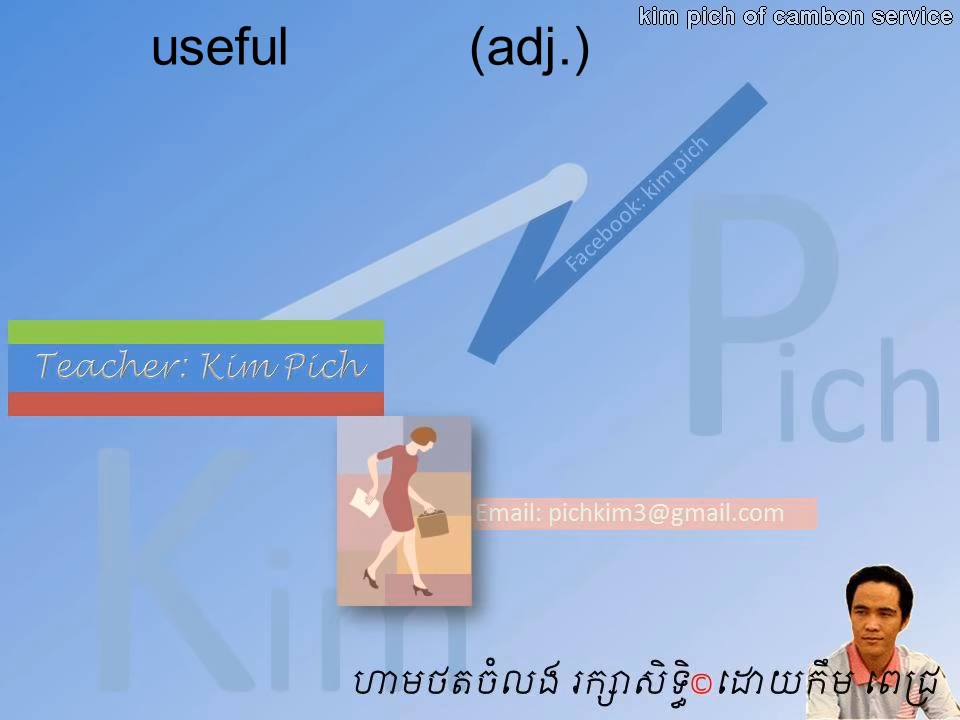 kim pich of cambon service
useful (adj.)
Facebook: kim pich
Pich
Teacher: Kim Pich
Kim
Email: pichkim3@gmail.com
ហាមថតចំលង រក្សាសិទ្ធិ©ដោយកឹម ពេជ្រ